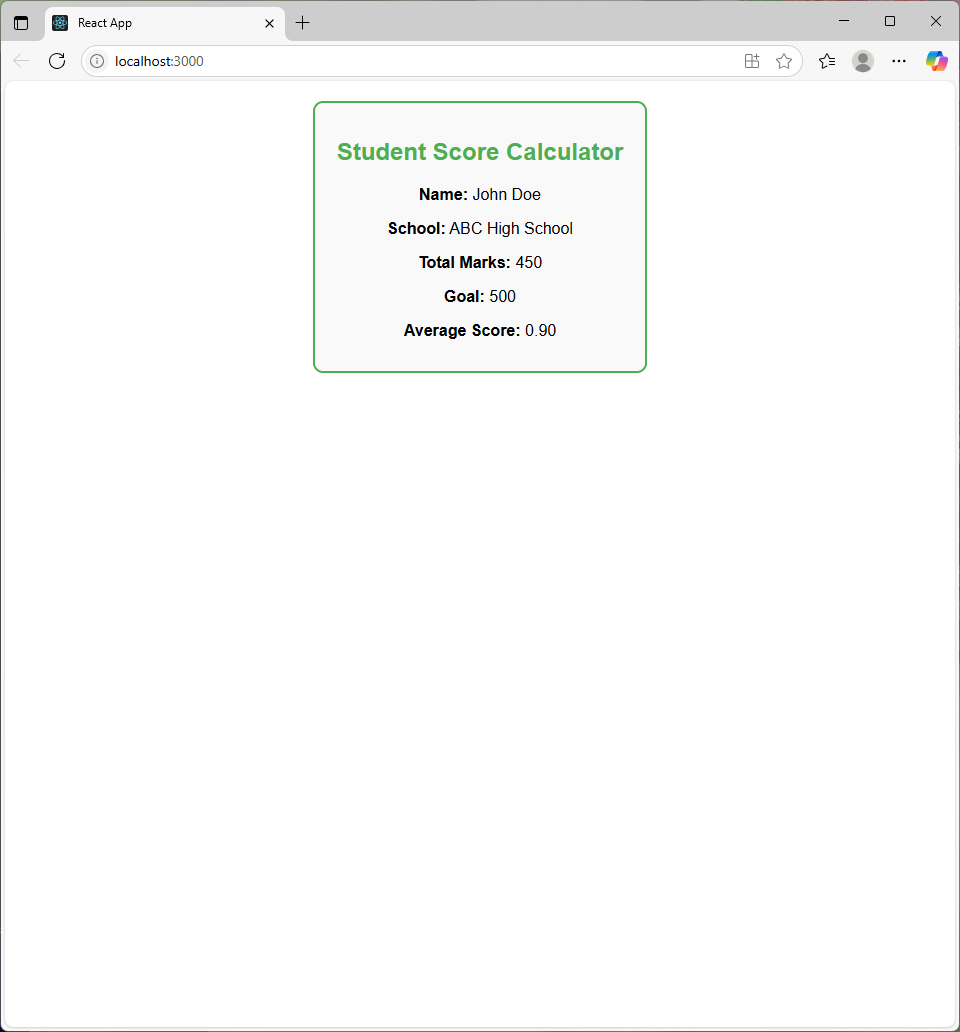 React App
localhost:3000
Student Score Calculator
Name: John Doe
School: ABC High School
Total Marks: 450
Goal: 500
Average Score: 0.90